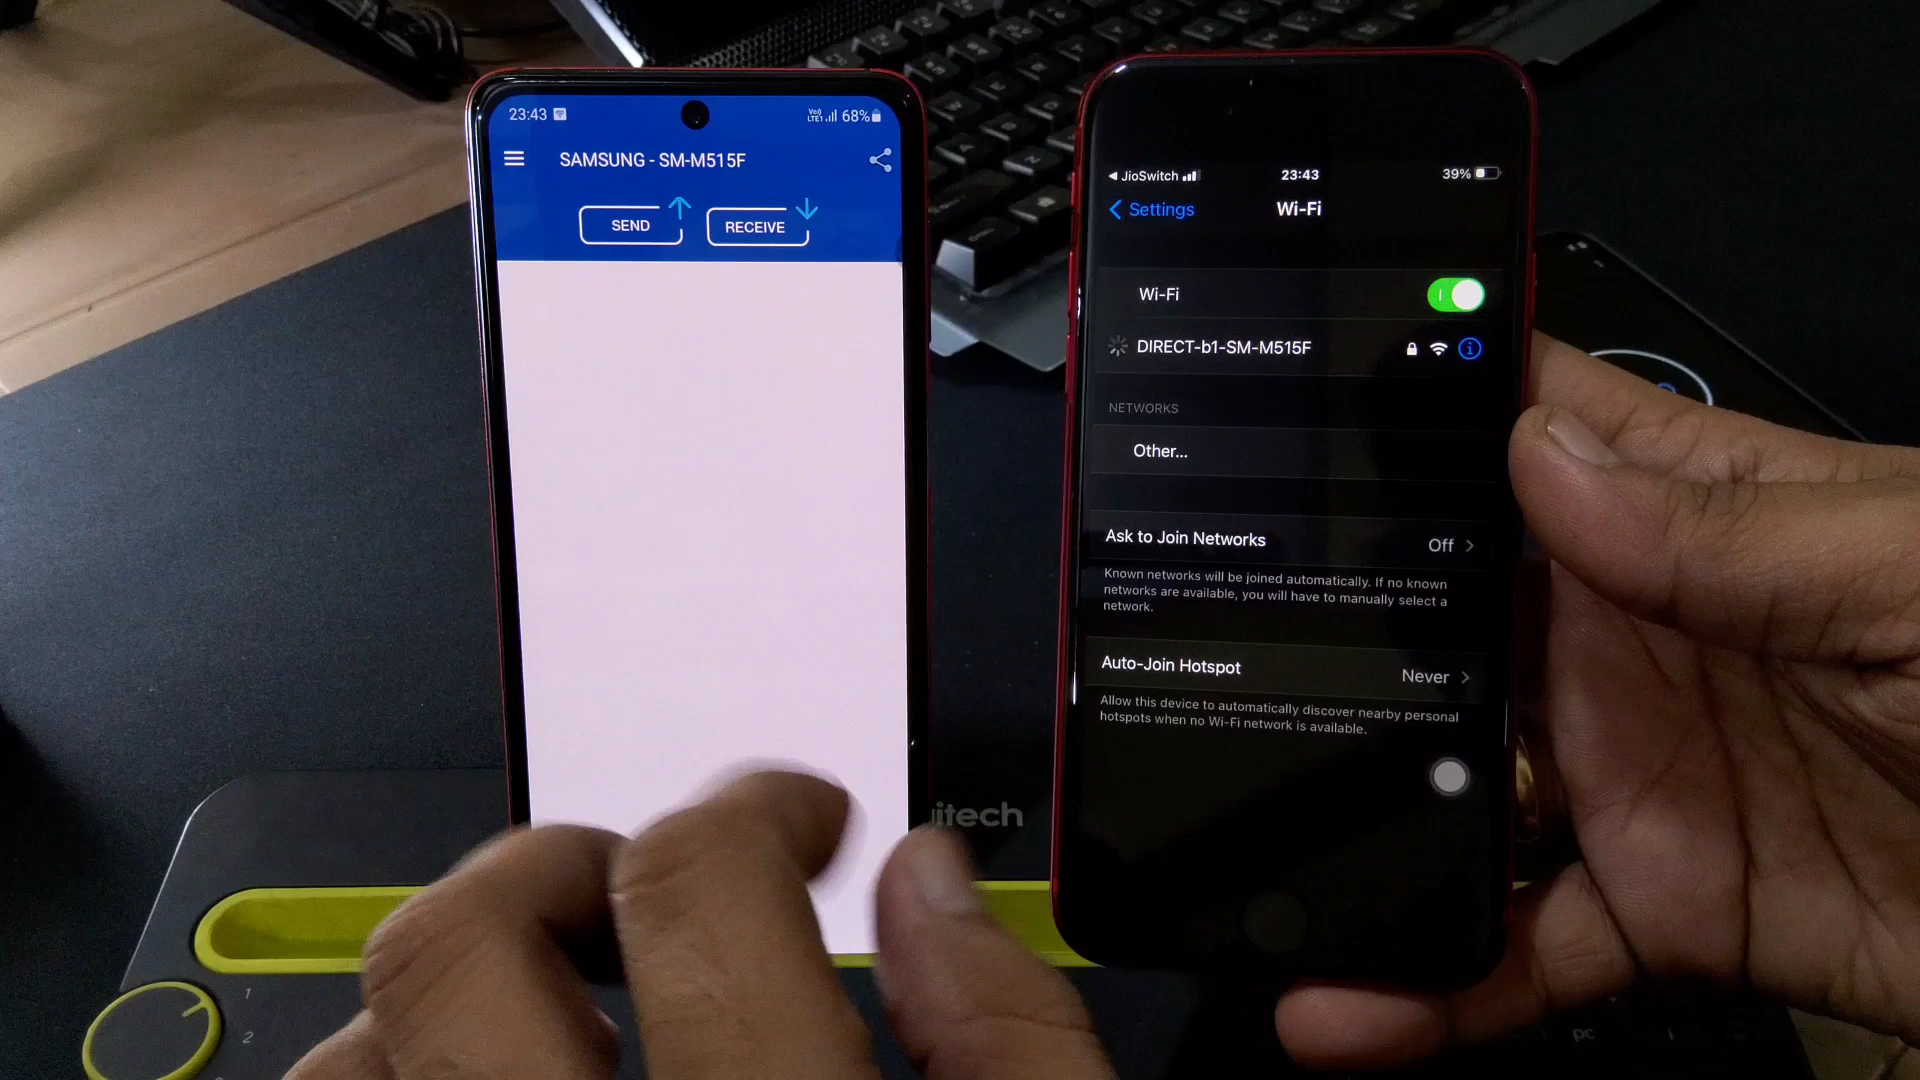 23:43
Vo)) LTE1 68%
SAMSUNG - SM-M515F
SEND
RECEIVE
JioSwitch
23:43
39%
Settings
Wi-Fi
Wi-Fi
DIRECT-b1-SM-M515F
NETWORKS
Other...
Ask to Join Networks
Off
Known networks will be joined automatically. If no known
networks are available, you will have to manually select a
network.
Auto-Join Hotspot
Never
Allow this device to automatically discover nearby personal
hotspots when no Wi-Fi network is available.
itech
1
2
pc
i